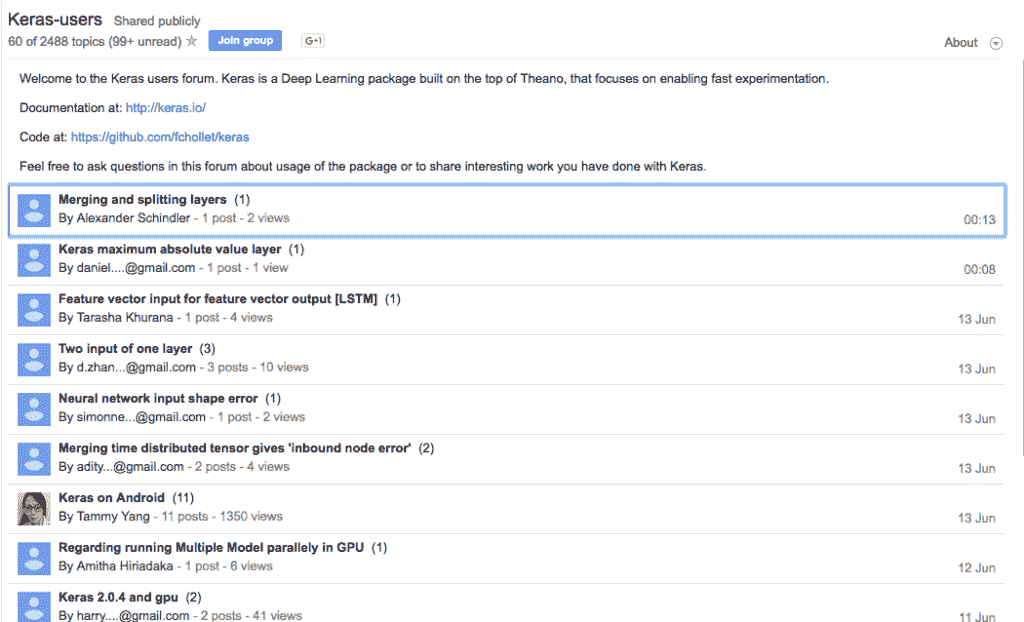 Keras-users Shared publicly
60 of 2488 topics (99+ unread) Join group G+1
About
Welcome to the Keras users forum. Keras is a Deep Learning package built on the top of Theano, that focuses on enabling fast experimentation.
Documentation at: http://keras.io/
Code at: https://github.com/fchollet/keras
Feel free to ask questions in this forum about usage of the package or to share interesting work you have done with Keras.
Merging and splitting layers (1)
By Alexander Schindler - 1 post - 2 views
00:13
Keras maximum absolute value layer (1)
By daniel....@gmail.com - 1 post - 1 view
00:08
Feature vector input for feature vector output [LSTM] (1)
By Tarasha Khurana - 1 post - 4 views
13 Jun
Two input of one layer (3)
By d.zhan...@gmail.com - 3 posts - 10 views
13 Jun
Neural network input shape error (1)
By simonne...@gmail.com - 1 post - 2 views
13 Jun
Merging time distributed tensor gives 'inbound node error' (2)
By adity...@gmail.com - 2 posts - 4 views
13 Jun
Keras on Android (11)
By Tammy Yang - 11 posts - 1350 views
13 Jun
Regarding running Multiple Model parallely in GPU (1)
By Amitha Hiriadaka - 1 post - 6 views
12 Jun
Keras 2.0.4 and gpu (2)
By harry....@gmail.com - 2 posts - 41 views
11 Jun